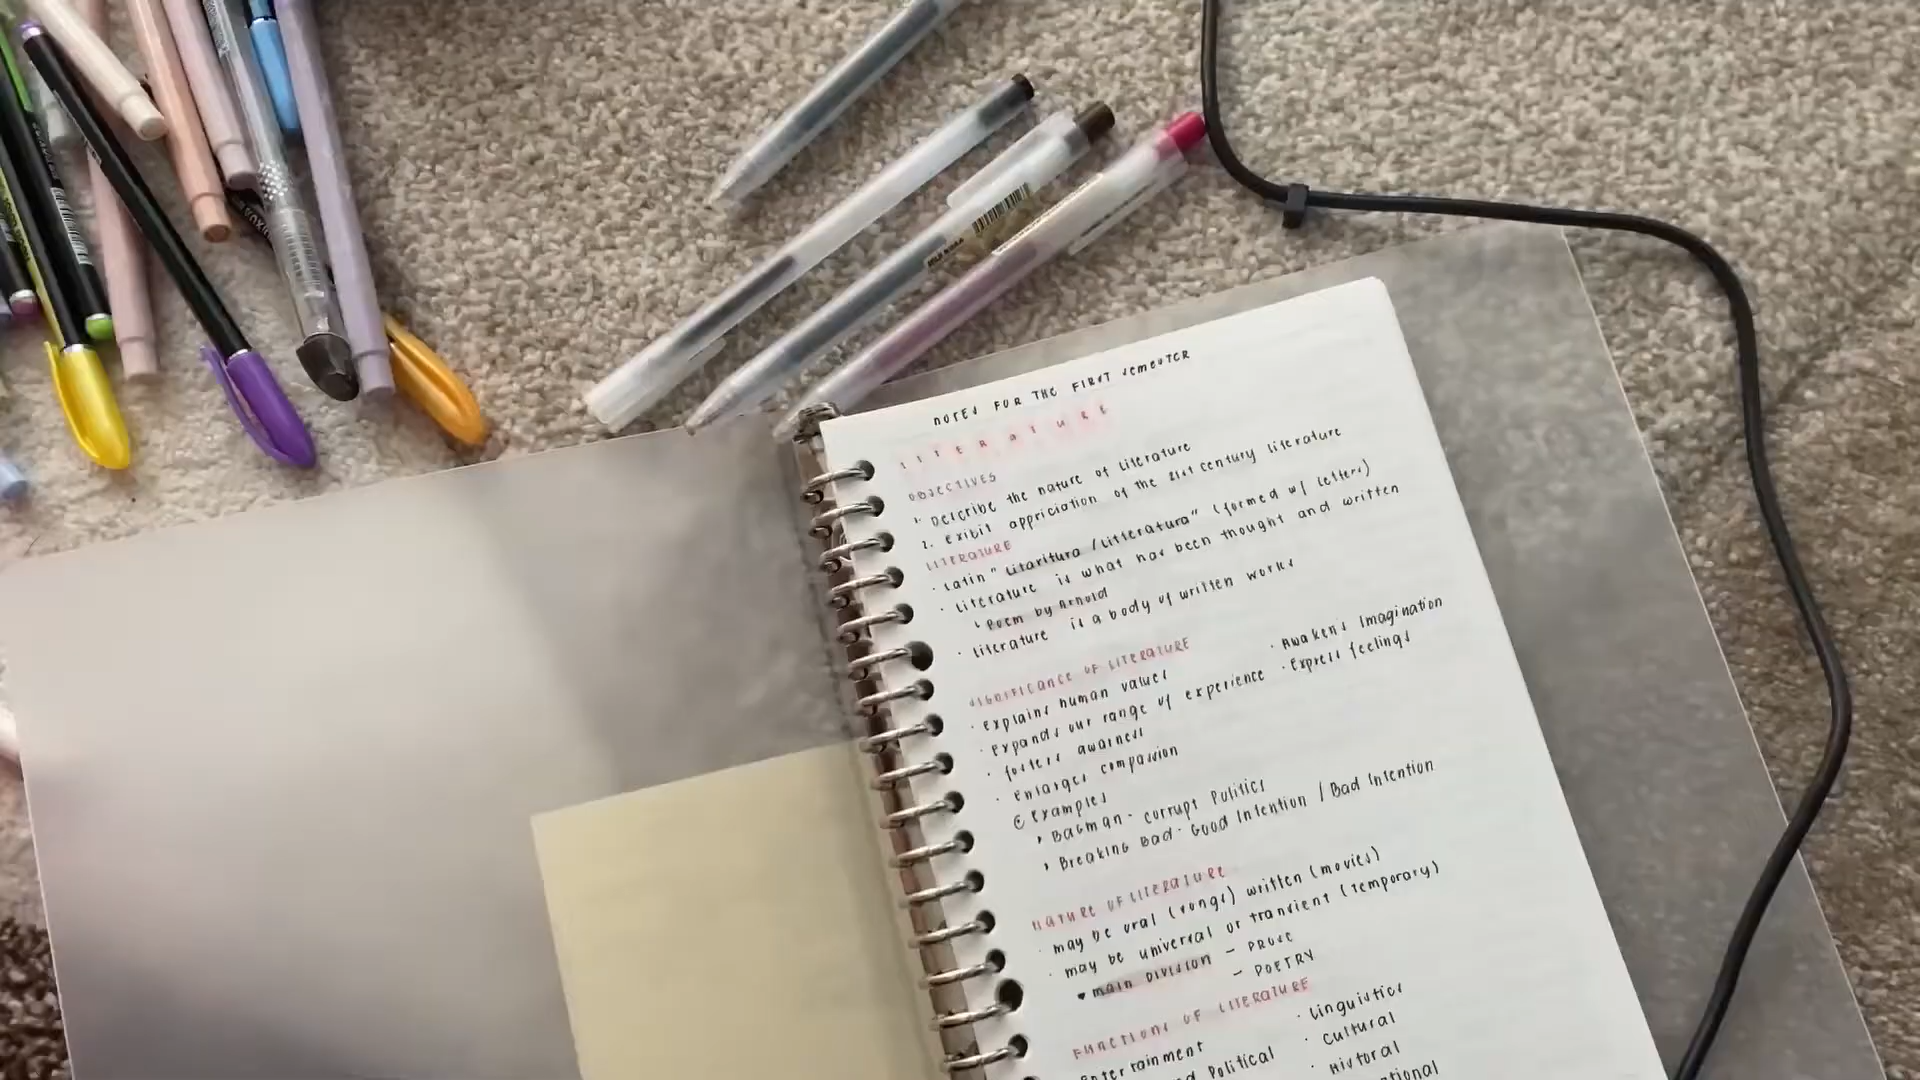 NOTES FOR THE FIRST SEMESTER
LITERATURE
OBJECTIVES
1. Describe the nature of Literature
2. Exibit appriciation of the 21st century literature
LITERATURE
· Latin "Litaritura / Litteratura" (formed w/ letters)
· Literature is what has been thought and written
↳ Poem by Arnold
· Literature is a body of written works
SIGNIFICANCE OF LITERATURE
· Explains human values
· Expands our range of experience
· fosters awarness
· Enlarges compassion
· Awakens Imagination
· Express feelings
Examples
Bagman - corrupt Politics
Breaking Bad - Good Intention / Bad Intention
NATURE OF LITERATURE
· may be oral (songs) written (movies)
· may be universal or transient (temporary)
♥ main DIVISION - PROSE
- POETRY
FUNCTIONS OF LITERATURE
Entertainment
Political
· Linguistics
· Cultural
· Historal